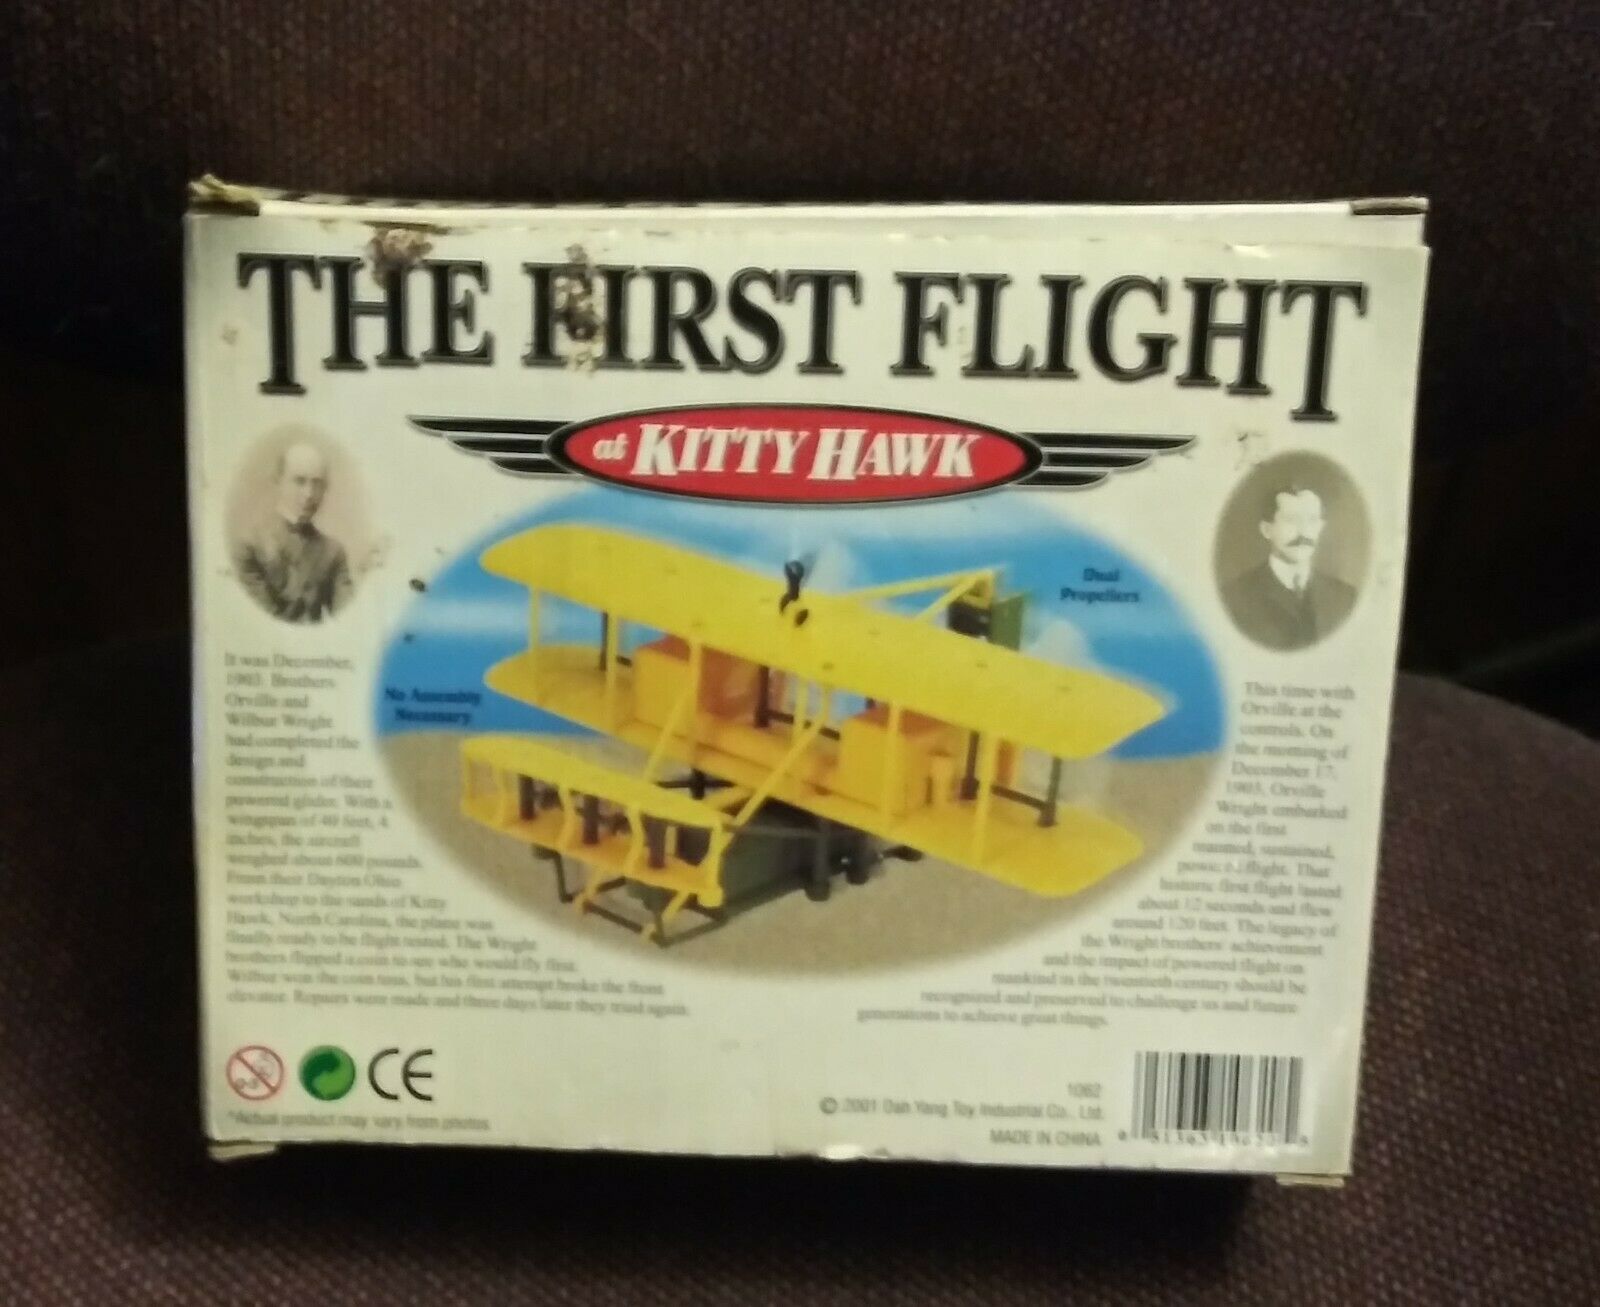 THE FIRST FLIGHT
at KITTY HAWK
Dual
Propellers
No Assembly
Necessary
It was December,
1903. Brothers
Orville and
Wilbur Wright
had completed the
design and
construction of their
powered glider. With a
wingspan of 40 feet, 4
inches, the aircraft
weighed about 600 pounds.
From their Dayton Ohio
workshop to the sands of Kitty
Hawk, North Carolina, the plane was
finally ready to be flight tested. The Wright
brothers flipped a coin to see who would fly first.
Wilbur won the coin toss, but his first attempt broke the front
elevator. Repairs were made and three days later they tried again.
This time with
Orville at the
controls. On
the morning of
December 17,
1903, Orville
Wright embarked
on the first
manned, sustained,
powered flight. That
historic first flight lasted
about 12 seconds and flew
around 120 feet. The legacy of
the Wright brothers' achievement
and the impact of powered flight on
mankind in the twentieth century should be
recognized and preserved to challenge us and future
generations to achieve great things.
0-3
CE
*Actual product may vary from photos
1062
© 2001 Dah Yang Toy Industrial Co., Ltd.
MADE IN CHINA